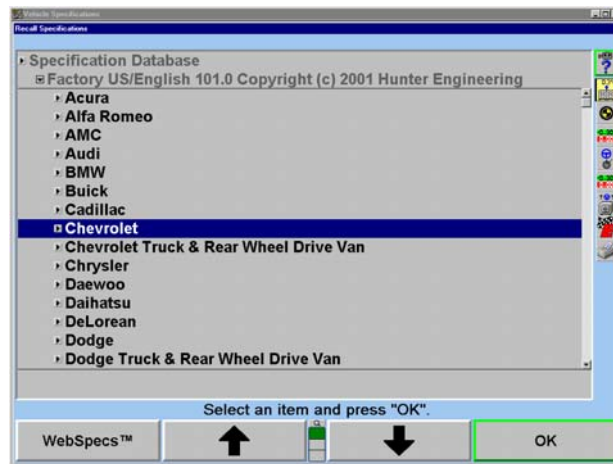 Vehicle Specifications
Recall Specifications
Specification Database
Factory US/English 101.0 Copyright (c) 2001 Hunter Engineering
Acura
Alfa Romeo
AMC
Audi
BMW
Buick
Cadillac
Chevrolet
Chevrolet Truck & Rear Wheel Drive Van
Chrysler
Daewoo
Daihatsu
DeLorean
Dodge
Dodge Truck & Rear Wheel Drive Van
Select an item and press "OK".
WebSpecs™
OK